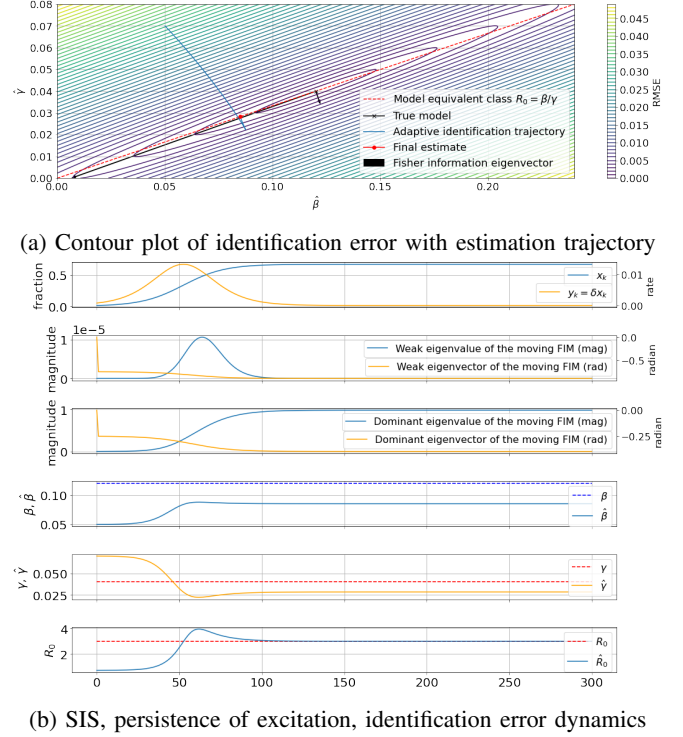 0.08
0.07
0.06
0.05
0.04
0.03
0.02
0.01
0.00
γ̂
0.00 0.05 0.10 0.15 0.20
β̂
Model equivalent class R₀ = β/γ
True model
Adaptive identification trajectory
Final estimate
Fisher information eigenvector
0.045
0.040
0.035
0.030
0.025
0.020
0.015
0.010
0.005
0.000
RMSE
(a) Contour plot of identification error with estimation trajectory
fraction
0.5
0.0
xₖ
yₖ = δxₖ
0.01
0.00
rate
1e−5
magnitude
1
0
Weak eigenvalue of the moving FIM (mag)
Weak eigenvector of the moving FIM (rad)
0.0
−0.5
radian
magnitude
1
0
Dominant eigenvalue of the moving FIM (mag)
Dominant eigenvector of the moving FIM (rad)
0.00
−0.25
radian
β, β̂
0.10
0.05
β
β̂
γ, γ̂
0.050
0.025
γ
γ̂
R₀
4
2
R₀
R̂₀
0 50 100 150 200 250 300
(b) SIS, persistence of excitation, identification error dynamics